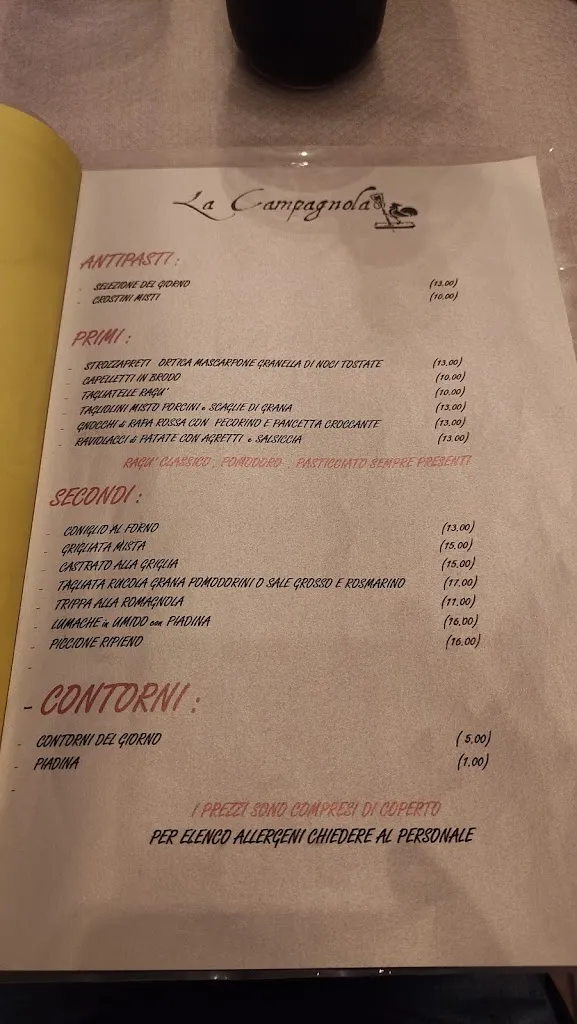 La Campagnola
ANTIPASTI :
- SELEZIONE DEL GIORNO (13.00)
- CROSTINI MISTI (10.00)
PRIMI :
- STROZZAPRETI ORTICA MASCARPONE GRANELLA DI NOCI TOSTATE (13.00)
- CAPELLETTI IN BRODO (10.00)
- TAGLIATELLE RAGU' (10.00)
- TAGLIOLINI MISTO PORCINI e SCAGLIE DI GRANA (13.00)
- GNOCCHI di RAPA ROSSA CON PECORINO E PANCETTA CROCCANTE (13.00)
- RAVIOLACCI di PATATE CON AGRETTI e SALSICCIA (13.00)
RAGU' CLASSICO , POMODORO , PASTICCIATO SEMPRE PRESENTI
SECONDI :
- CONIGLIO AL FORNO (13.00)
- GRIGLIATA MISTA (15.00)
- CASTRATO ALLA GRIGLIA (15.00)
- TAGLIATA RUCOLA GRANA POMODORINI O SALE GROSSO E ROSMARINO (17.00)
- TRIPPA ALLA ROMAGNOLA (11.00)
- LUMACHE in UMIDO con PIADINA (16.00)
- PICCIONE RIPIENO (16.00)
-
- CONTORNI :
- CONTORNI DEL GIORNO ( 5.00)
- PIADINA (1.00)
-
I PREZZI SONO COMPRESI DI COPERTO
PER ELENCO ALLERGENI CHIEDERE AL PERSONALE